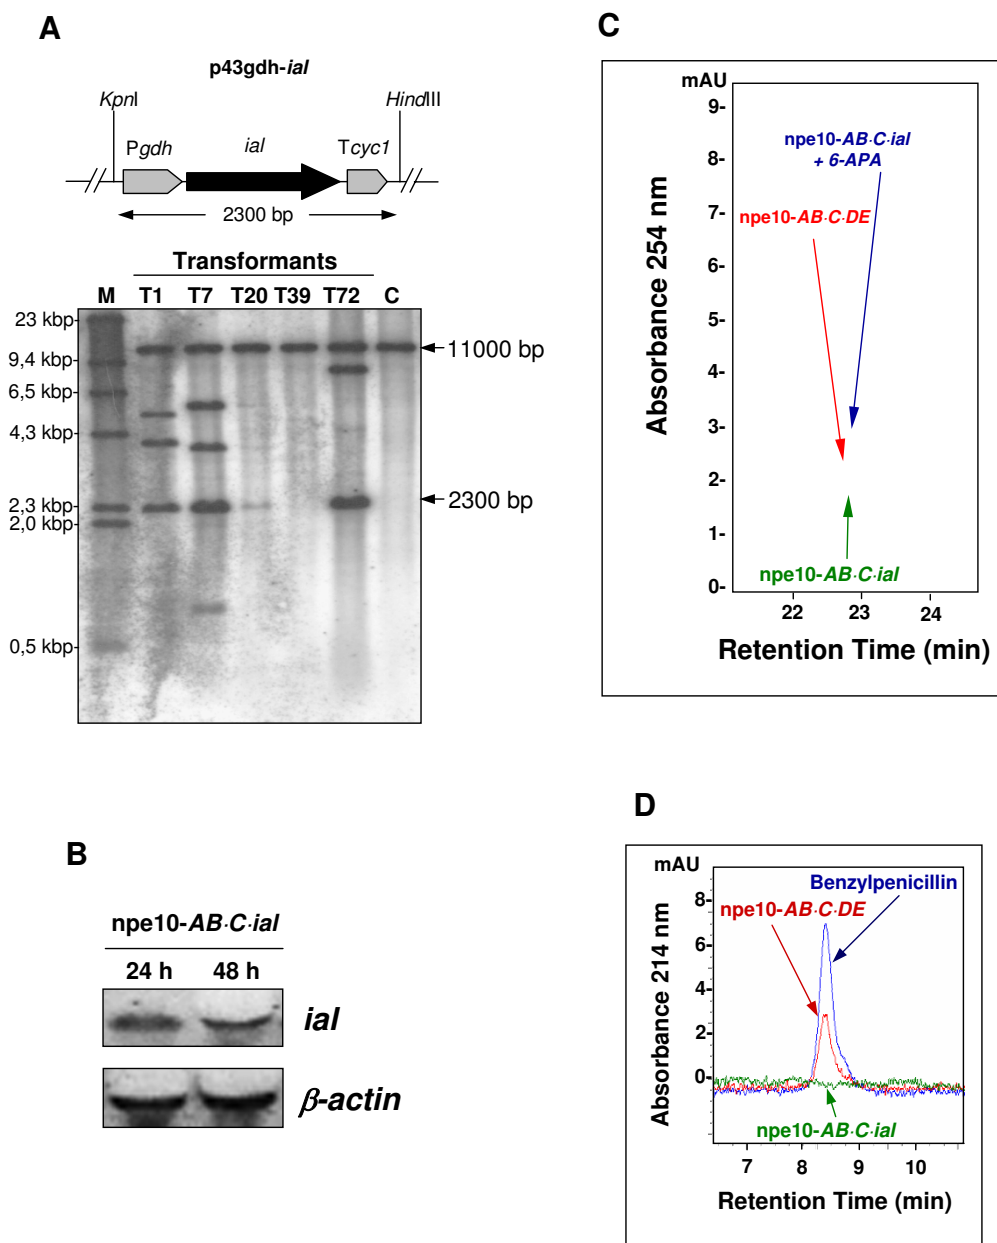 A
p43gdh-ial
KpnI
HindIII
Pgdh
ial
Tcyc1
2300 bp
Transformants
M T1 T7 T20 T39 T72 C
23 kbp-
9,4 kbp-
6,5 kbp-
4,3 kbp-
2,3 kbp-
2,0 kbp-
0,5 kbp-
11000 bp
2300 bp
B
npe10-AB·C·ial
24 h 48 h
ial
β-actin
C
mAU
9-
8-
7-
6-
5-
4-
3-
2-
1-
0-
Absorbance 254 nm
npe10-AB·C·ial
+ 6-APA
npe10-AB·C·DE
npe10-AB·C·ial
22 23 24
Retention Time (min)
D
mAU
8-
6-
4-
2-
0-
Absorbance 214 nm
Benzylpenicillin
npe10-AB·C·DE
npe10-AB·C·ial
7 8 9 10
Retention Time (min)